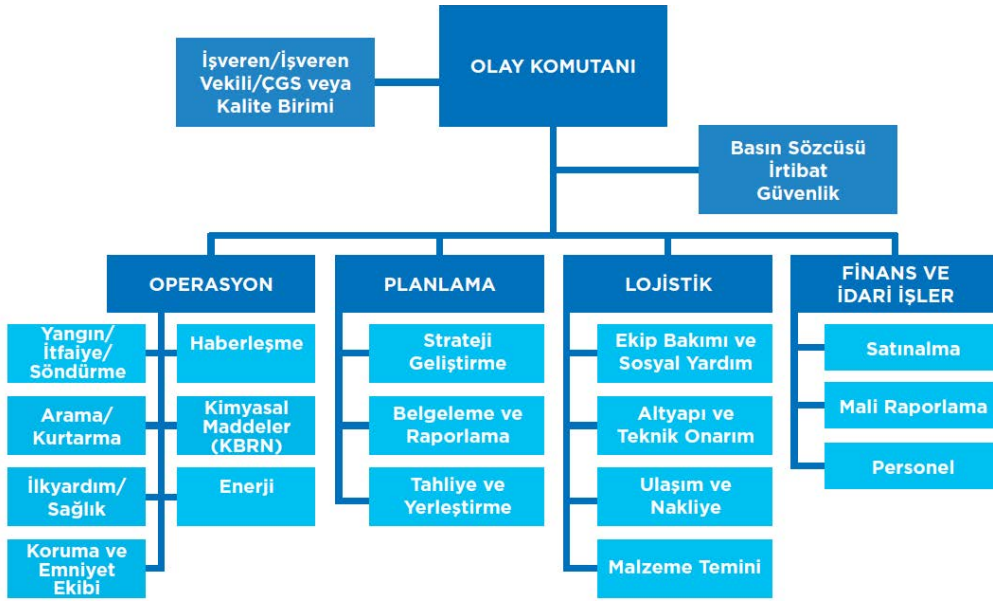 İşveren/İşveren
Vekili/ÇGS veya
Kalite Birimi
OLAY KOMUTANI
Basın Sözcüsü
İrtibat
Güvenlik
OPERASYON
Yangın/
İtfaiye/
Söndürme
Haberleşme
Arama/
Kurtarma
Kimyasal
Maddeler
(KBRN)
İlkyardım/
Sağlık
Enerji
Koruma ve
Emniyet
Ekibi
PLANLAMA
Strateji
Geliştirme
Belgeleme ve
Raporlama
Tahliye ve
Yerleştirme
LOJİSTİK
Ekip Bakımı ve
Sosyal Yardım
Altyapı ve
Teknik Onarım
Ulaşım ve
Nakliye
Malzeme Temini
FİNANS VE
İDARİ İŞLER
Satınalma
Mali Raporlama
Personel